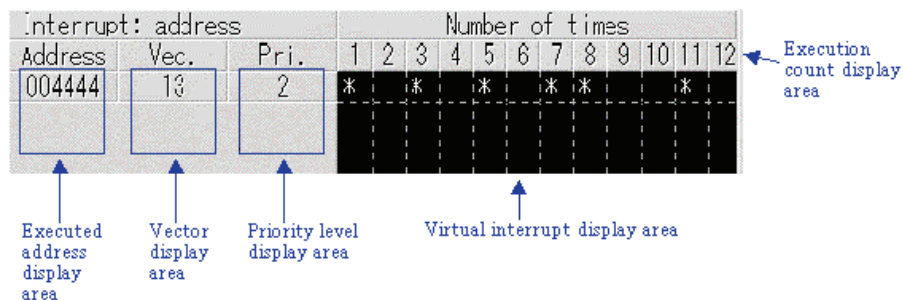 Interrupt: address Number of times
Address Vec. Pri. 1 2 3 4 5 6 7 8 9 10 11 12
004444 13 2 * * * * * *
Execution
count display
area
Executed
address
display
area
Vector
display
area
Priority level
display area
Virtual interrupt display area